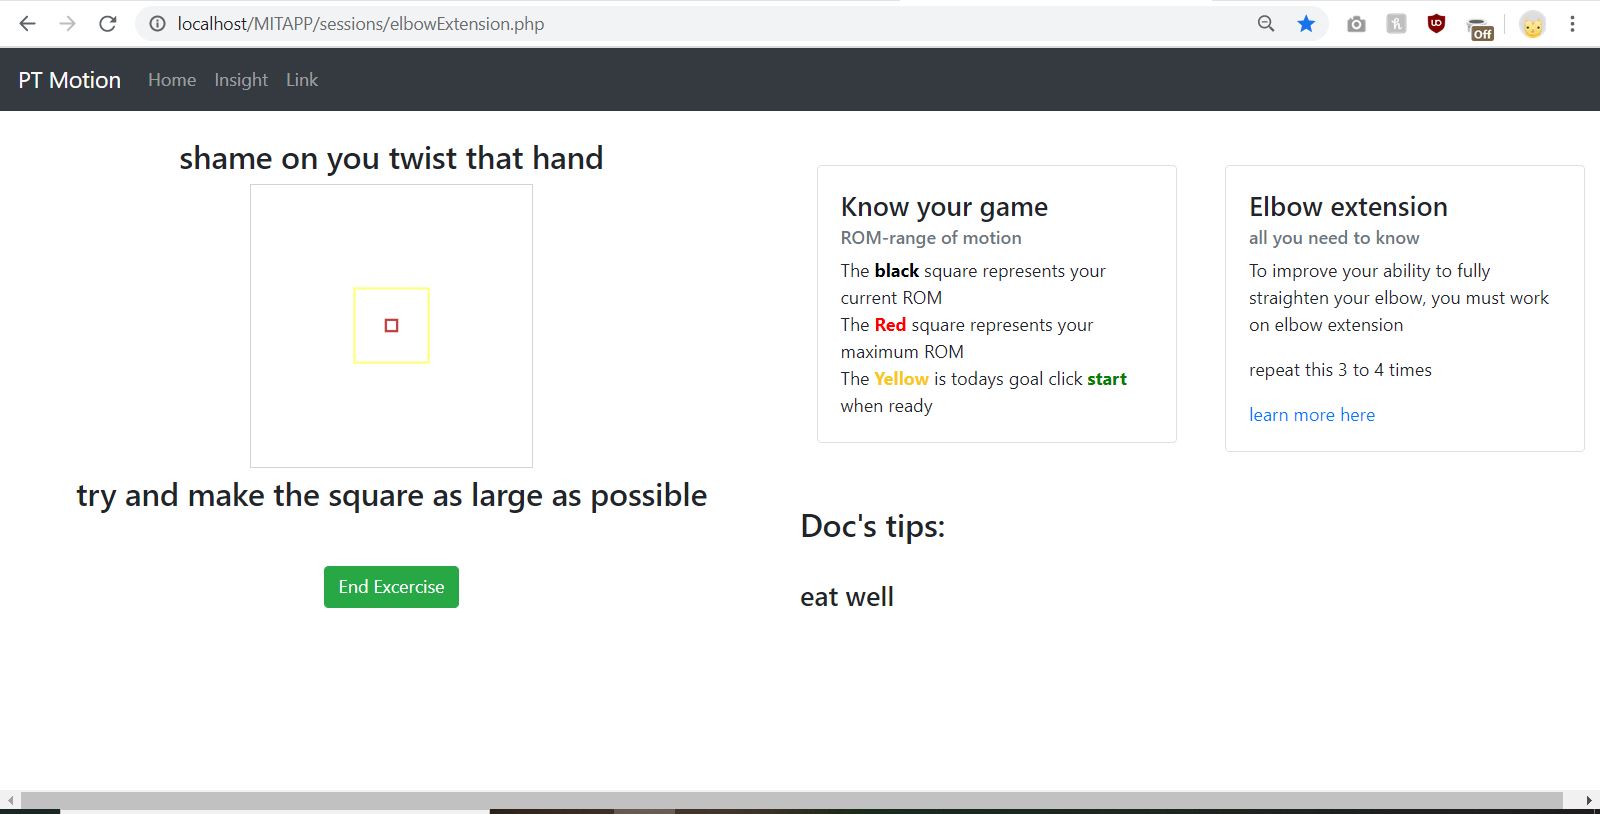 localhost/MITAPP/sessions/elbowExtension.php
Off
PT Motion Home Insight Link
shame on you twist that hand
try and make the square as large as possible
End Excercise
Know your game
ROM-range of motion
The black square represents your
current ROM
The Red square represents your
maximum ROM
The Yellow is todays goal click start
when ready
Elbow extension
all you need to know
To improve your ability to fully
straighten your elbow, you must work
on elbow extension
repeat this 3 to 4 times
learn more here
Doc's tips:
eat well